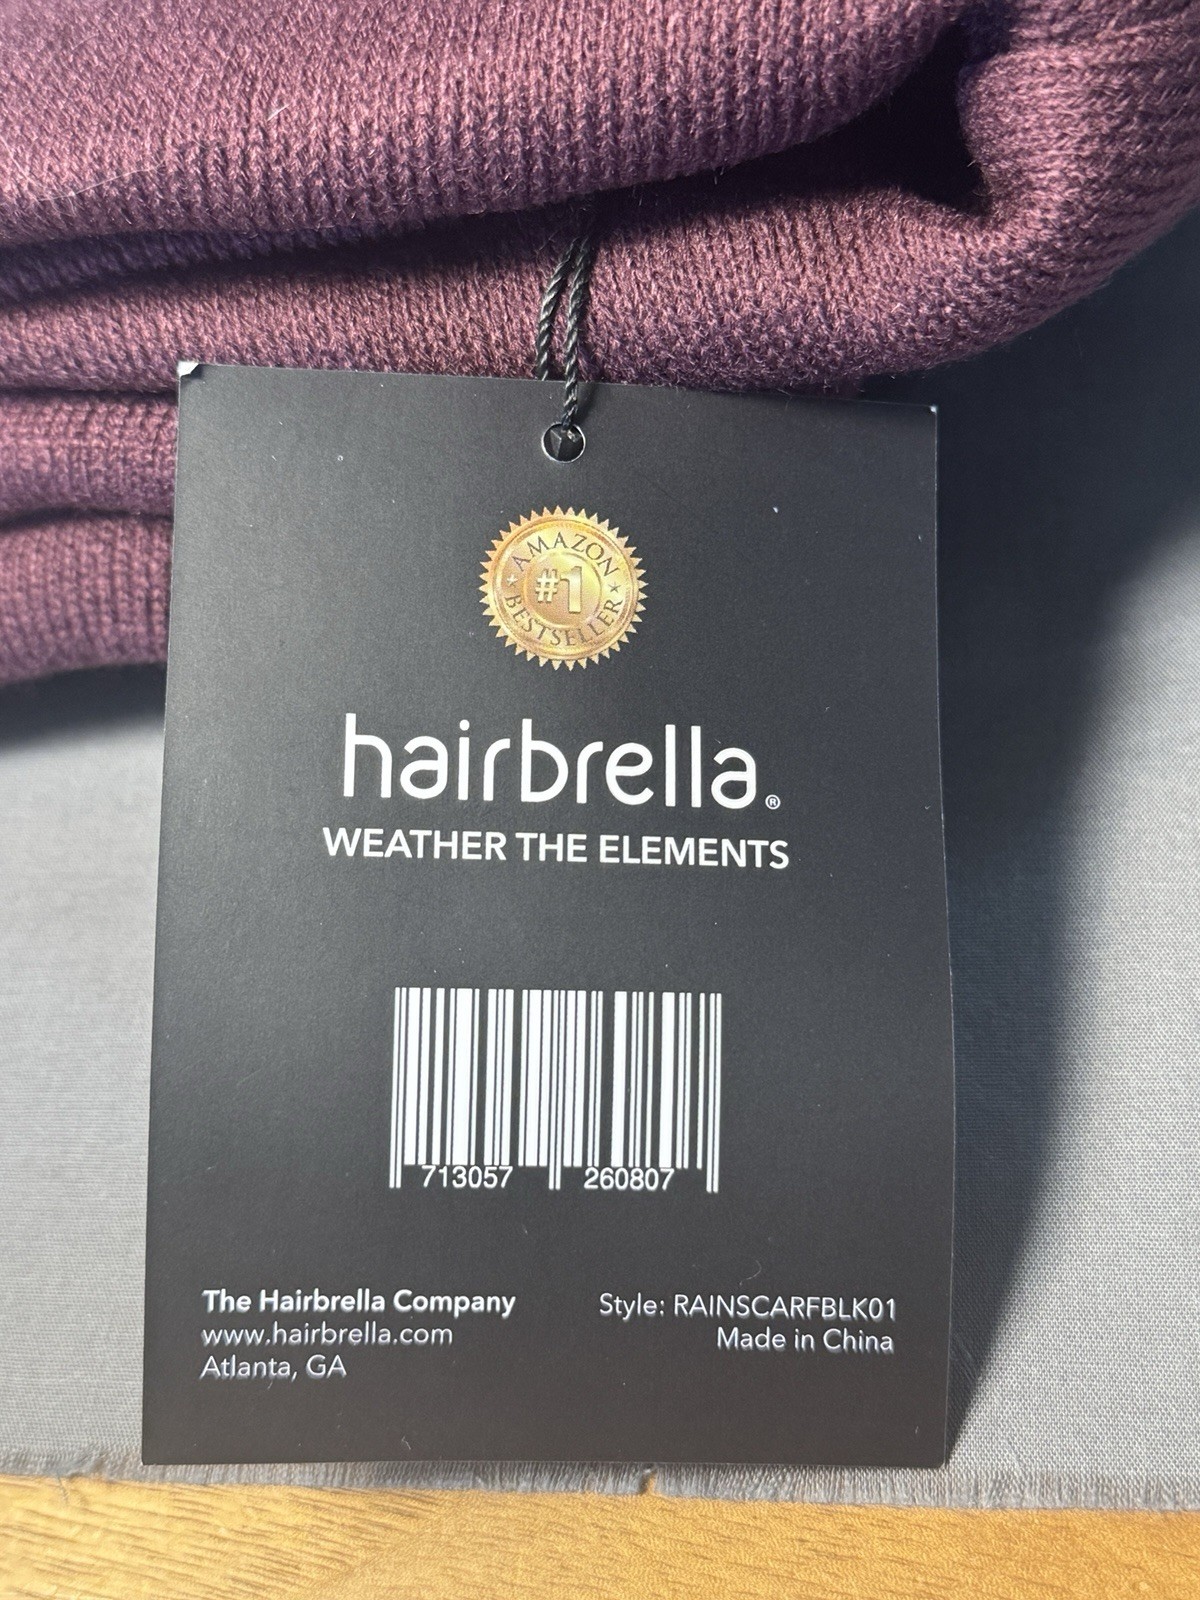 AMAZON
#1
BESTSELLER
hairbrella®
WEATHER THE ELEMENTS
713057 260807
The Hairbrella Company
www.hairbrella.com
Atlanta, GA
Style: RAINSCARFBLK01
Made in China